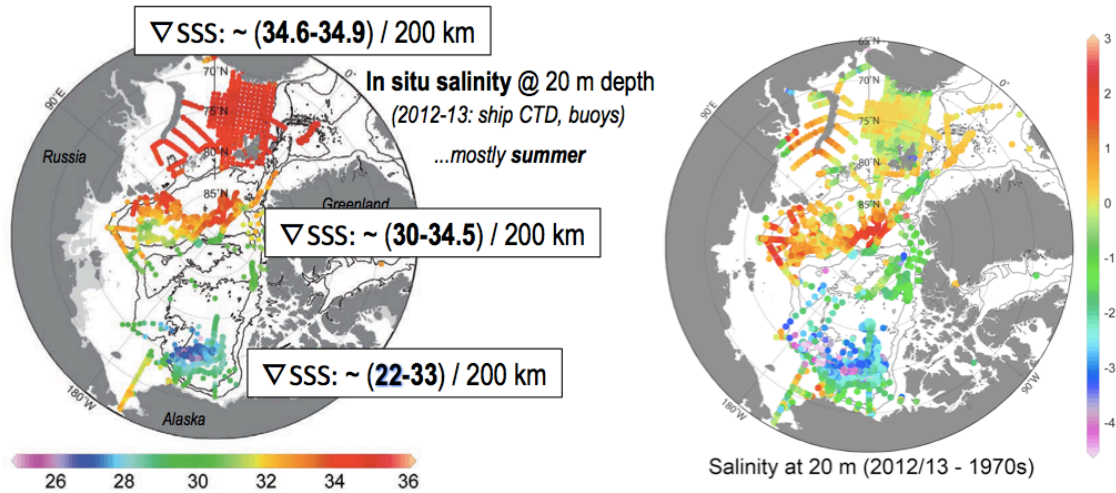 ▽ SSS: ~ (34.6-34.9) / 200 km
In situ salinity @ 20 m depth
(2012-13: ship CTD, buoys)
...mostly summer
▽ SSS: ~ (30-34.5) / 200 km
▽ SSS: ~ (22-33) / 200 km
90°E
Russia
70°N
75°N
80°N
85°N
0°
Greenland
180°W
Alaska
26 28 30 32 34 36
65°N
70°N
75°N
80°N
85°N
0°
90°E
180°W
90°W
3
2
1
0
-1
-2
-3
-4
Salinity at 20 m (2012/13 - 1970s)